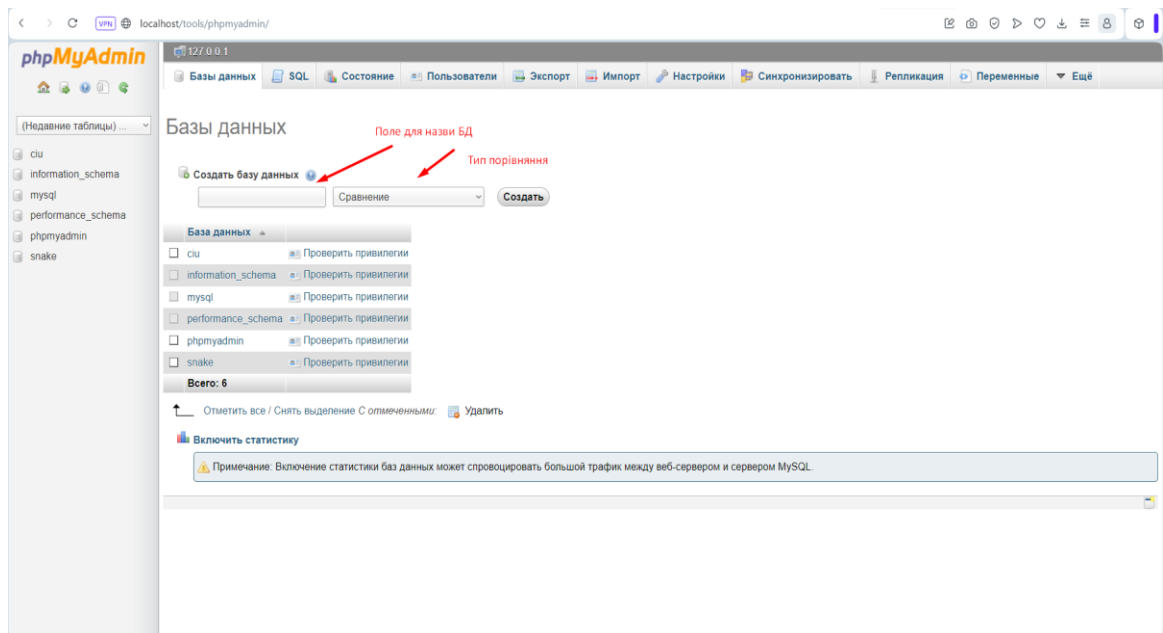 VPN localhost/tools/phpmyadmin/
phpMyAdmin
(Недавние таблицы) ...
ciu
information_schema
mysql
performance_schema
phpmyadmin
snake
127.0.0.1
Базы данных SQL Состояние Пользователи Экспорт Импорт Настройки Синхронизировать Репликация Переменные Ещё
Базы данных
Поле для назви БД
Тип порівняння
Создать базу данных
Сравнение Создать
База данных
ciu Проверить привилегии
information_schema Проверить привилегии
mysql Проверить привилегии
performance_schema Проверить привилегии
phpmyadmin Проверить привилегии
snake Проверить привилегии
Всего: 6
Отметить все / Снять выделение С отмеченными: Удалить
Включить статистику
Примечание: Включение статистики баз данных может спровоцировать большой трафик между веб-сервером и сервером MySQL.